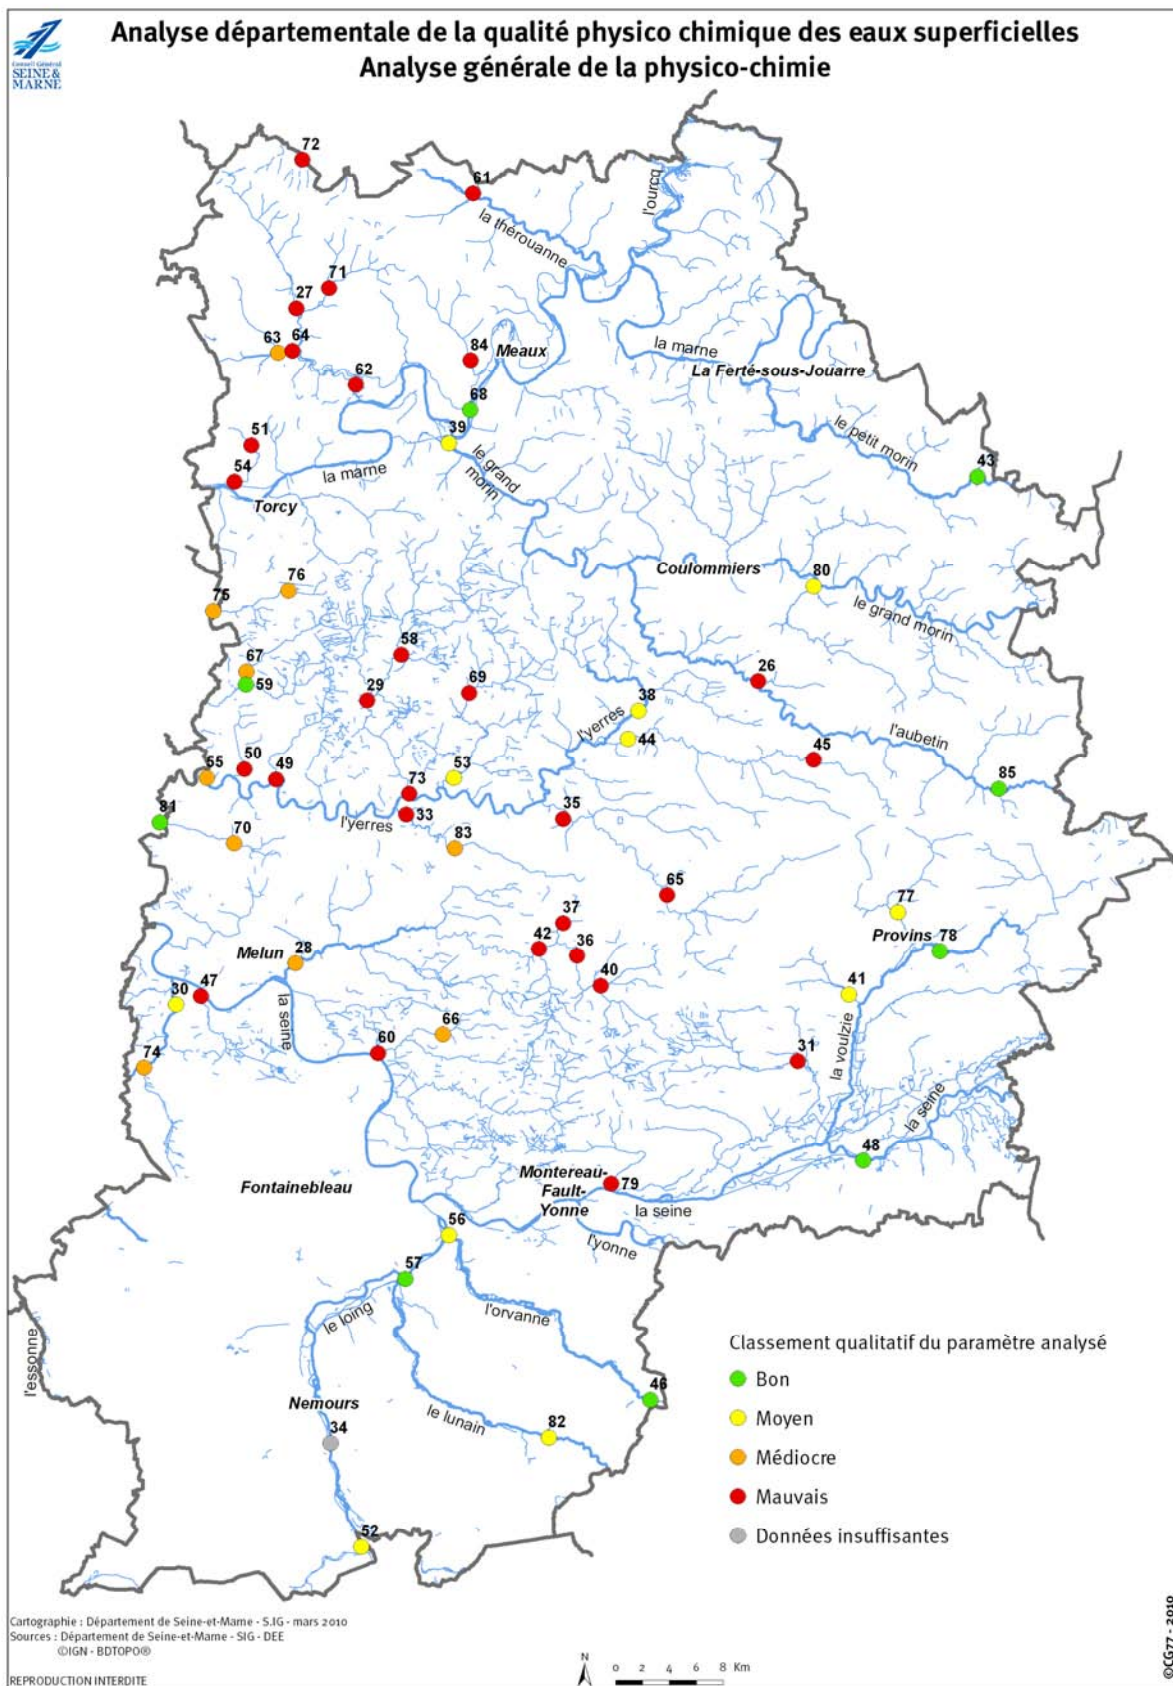 Analyse départementale de la qualité physico chimique des eaux superficielles
Analyse générale de la physico-chimie
Conseil Général
SEINE &
MARNE
72
61
l'ourcq
la thérouanne
71
27
63
64
84
Meaux
62
la marne
La Ferté-sous-Jouarre
68
39
51
le petit morin
le grand
morin
43
54
la marne
Torcy
Coulommiers
80
76
75
le grand morin
58
67
59
29
69
26
38
l'yerres
44
l'aubetin
45
50
49
55
53
73
85
81
l'yerres
33
35
70
83
65
77
37
Provins
78
42
36
Melun
28
40
41
30
47
la seine
66
60
31
la voulzie
74
la seine
48
Montereau-
Fault-
Yonne
79
Fontainebleau
la seine
56
l'yonne
57
l'orvanne
le loing
l'essonne
46
Nemours
le lunain
82
34
52
Classement qualitatif du paramètre analysé
Bon
Moyen
Médiocre
Mauvais
Données insuffisantes
Cartographie : Département de Seine-et-Marne - S.IG - mars 2010
Sources : Département de Seine-et-Marne - SIG - DEE
©IGN - BDTOPO®
REPRODUCTION INTERDITE
N
0 2 4 6 8 Km
©CG77 - 2010